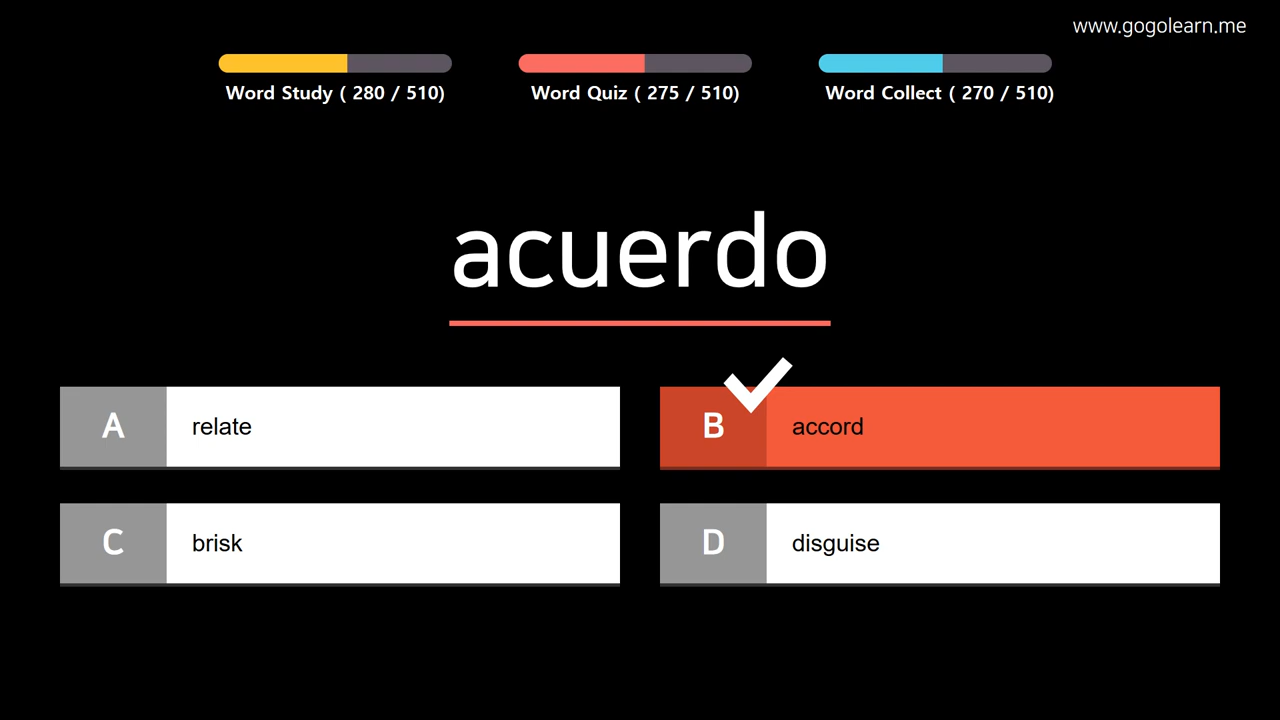 www.gogolearn.me
Word Study ( 280 / 510)
Word Quiz ( 275 / 510)
Word Collect ( 270 / 510)
acuerdo
A relate
B accord
C brisk
D disguise